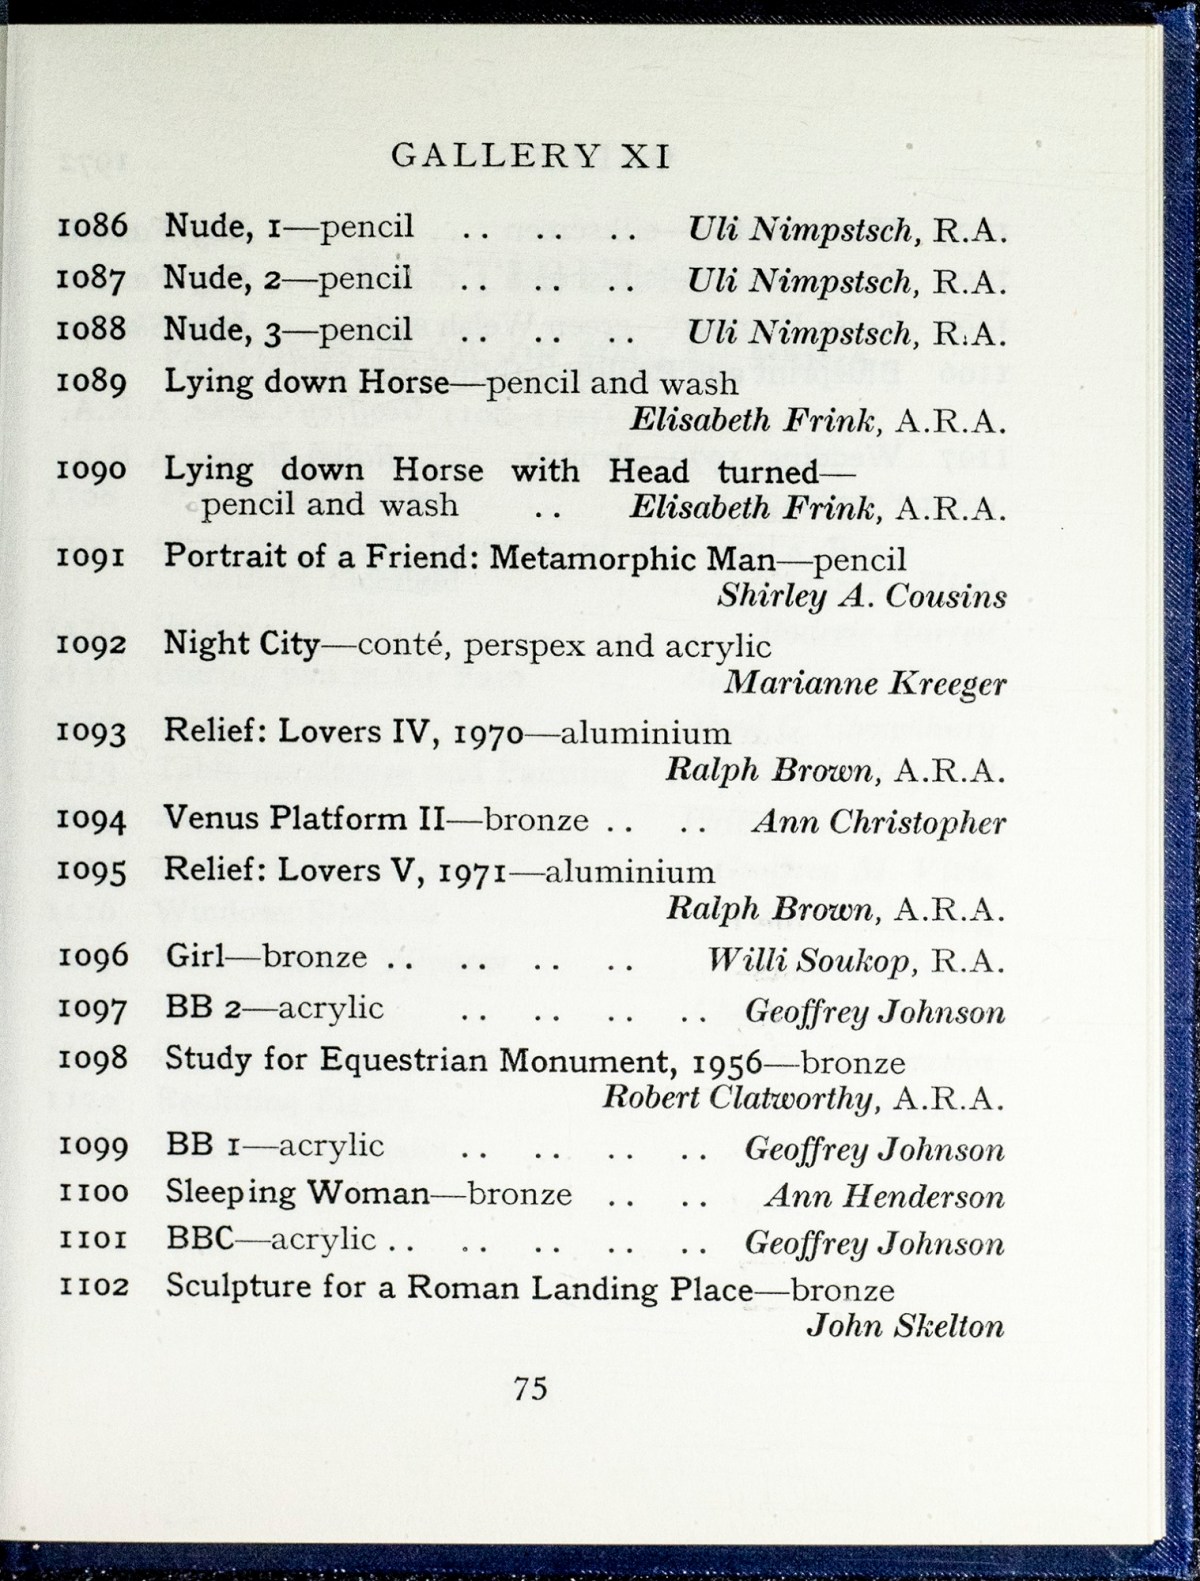 GALLERY XI
1086 Nude, 1—pencil .. .. .. Uli Nimpstsch, R.A.
1087 Nude, 2—pencil .. .. .. Uli Nimpstsch, R.A.
1088 Nude, 3—pencil .. .. .. Uli Nimpstsch, R.A.
1089 Lying down Horse—pencil and wash
Elisabeth Frink, A.R.A.
1090 Lying down Horse with Head turned—
pencil and wash .. Elisabeth Frink, A.R.A.
1091 Portrait of a Friend: Metamorphic Man—pencil
Shirley A. Cousins
1092 Night City—conté, perspex and acrylic
Marianne Kreeger
1093 Relief: Lovers IV, 1970—aluminium
Ralph Brown, A.R.A.
1094 Venus Platform II—bronze .. .. Ann Christopher
1095 Relief: Lovers V, 1971—aluminium
Ralph Brown, A.R.A.
1096 Girl—bronze .. .. .. .. Willi Soukop, R.A.
1097 BB 2—acrylic .. .. .. .. Geoffrey Johnson
1098 Study for Equestrian Monument, 1956—bronze
Robert Clatworthy, A.R.A.
1099 BB 1—acrylic .. .. .. .. Geoffrey Johnson
1100 Sleeping Woman—bronze .. .. Ann Henderson
1101 BBC—acrylic .. .. .. .. .. Geoffrey Johnson
1102 Sculpture for a Roman Landing Place—bronze
John Skelton
75